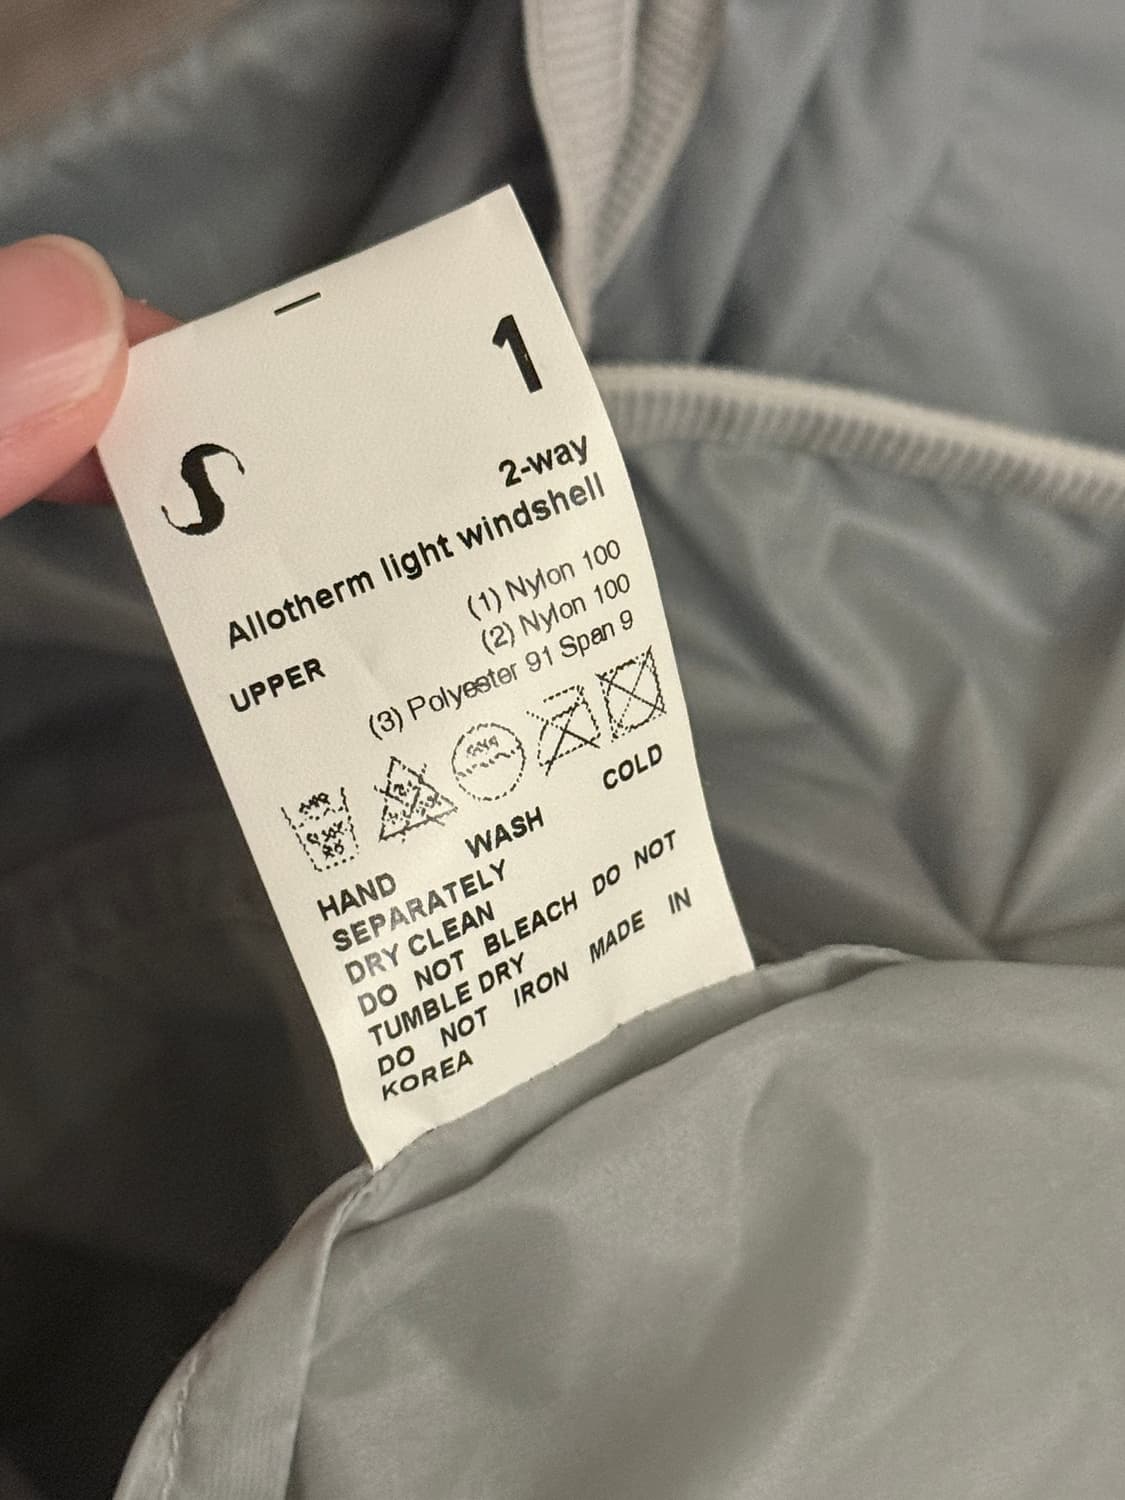 1
S
2-way
Allotherm light windshell
UPPER
(1) Nylon 100
(2) Nylon 100
(3) Polyester 91 Span 9
HAND WASH COLD
SEPARATELY
DRY CLEAN
DO NOT BLEACH DO NOT
TUMBLE DRY
DO NOT IRON MADE IN
KOREA